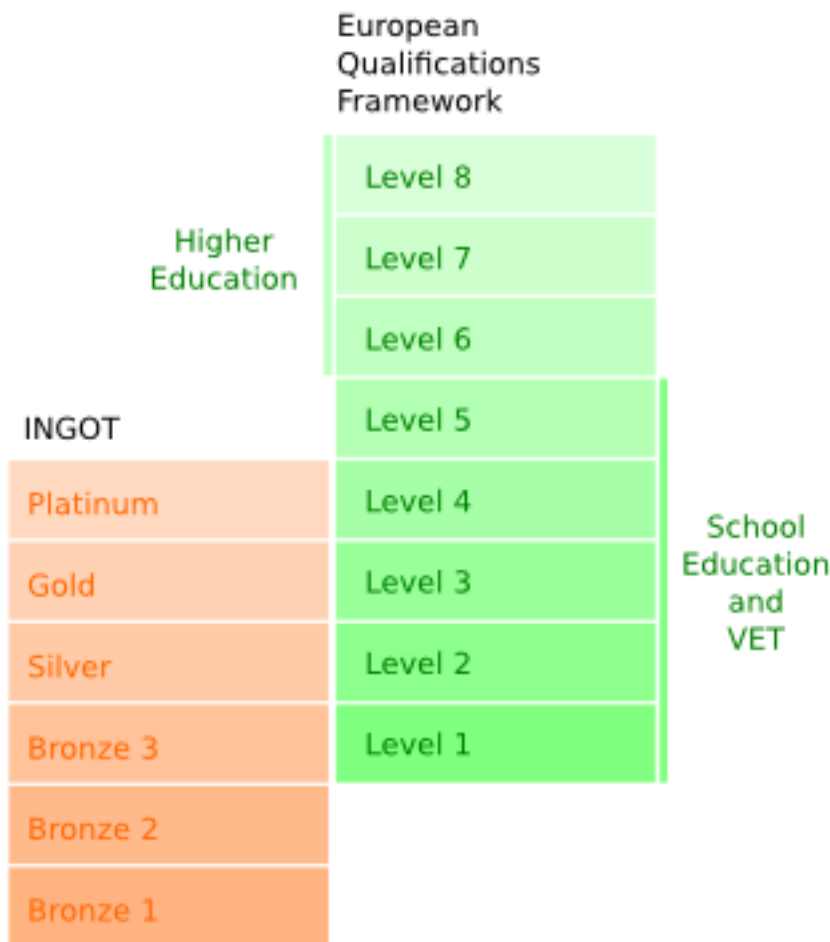 European
Qualifications
Framework
Level 8
Level 7
Level 6
Level 5
Level 4
Level 3
Level 2
Level 1
Higher
Education
School
Education
and
VET
INGOT
Platinum
Gold
Silver
Bronze 3
Bronze 2
Bronze 1